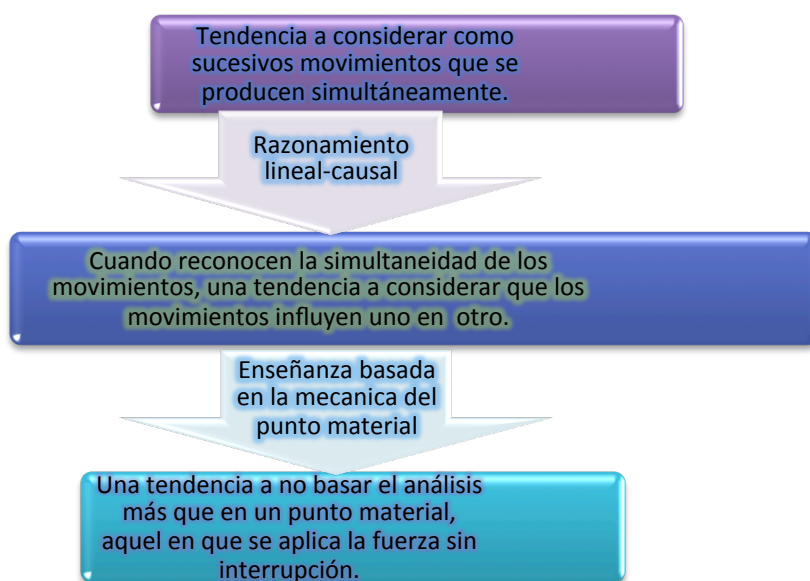 Tendencia a considerar como
sucesivos movimientos que se
producen simultáneamente.
Razonamiento
lineal-causal
Cuando reconocen la simultaneidad de los
movimientos, una tendencia a considerar que los
movimientos influyen uno en otro.
Enseñanza basada
en la mecanica del
punto material
Una tendencia a no basar el análisis
más que en un punto material,
aquel en que se aplica la fuerza sin
interrupción.